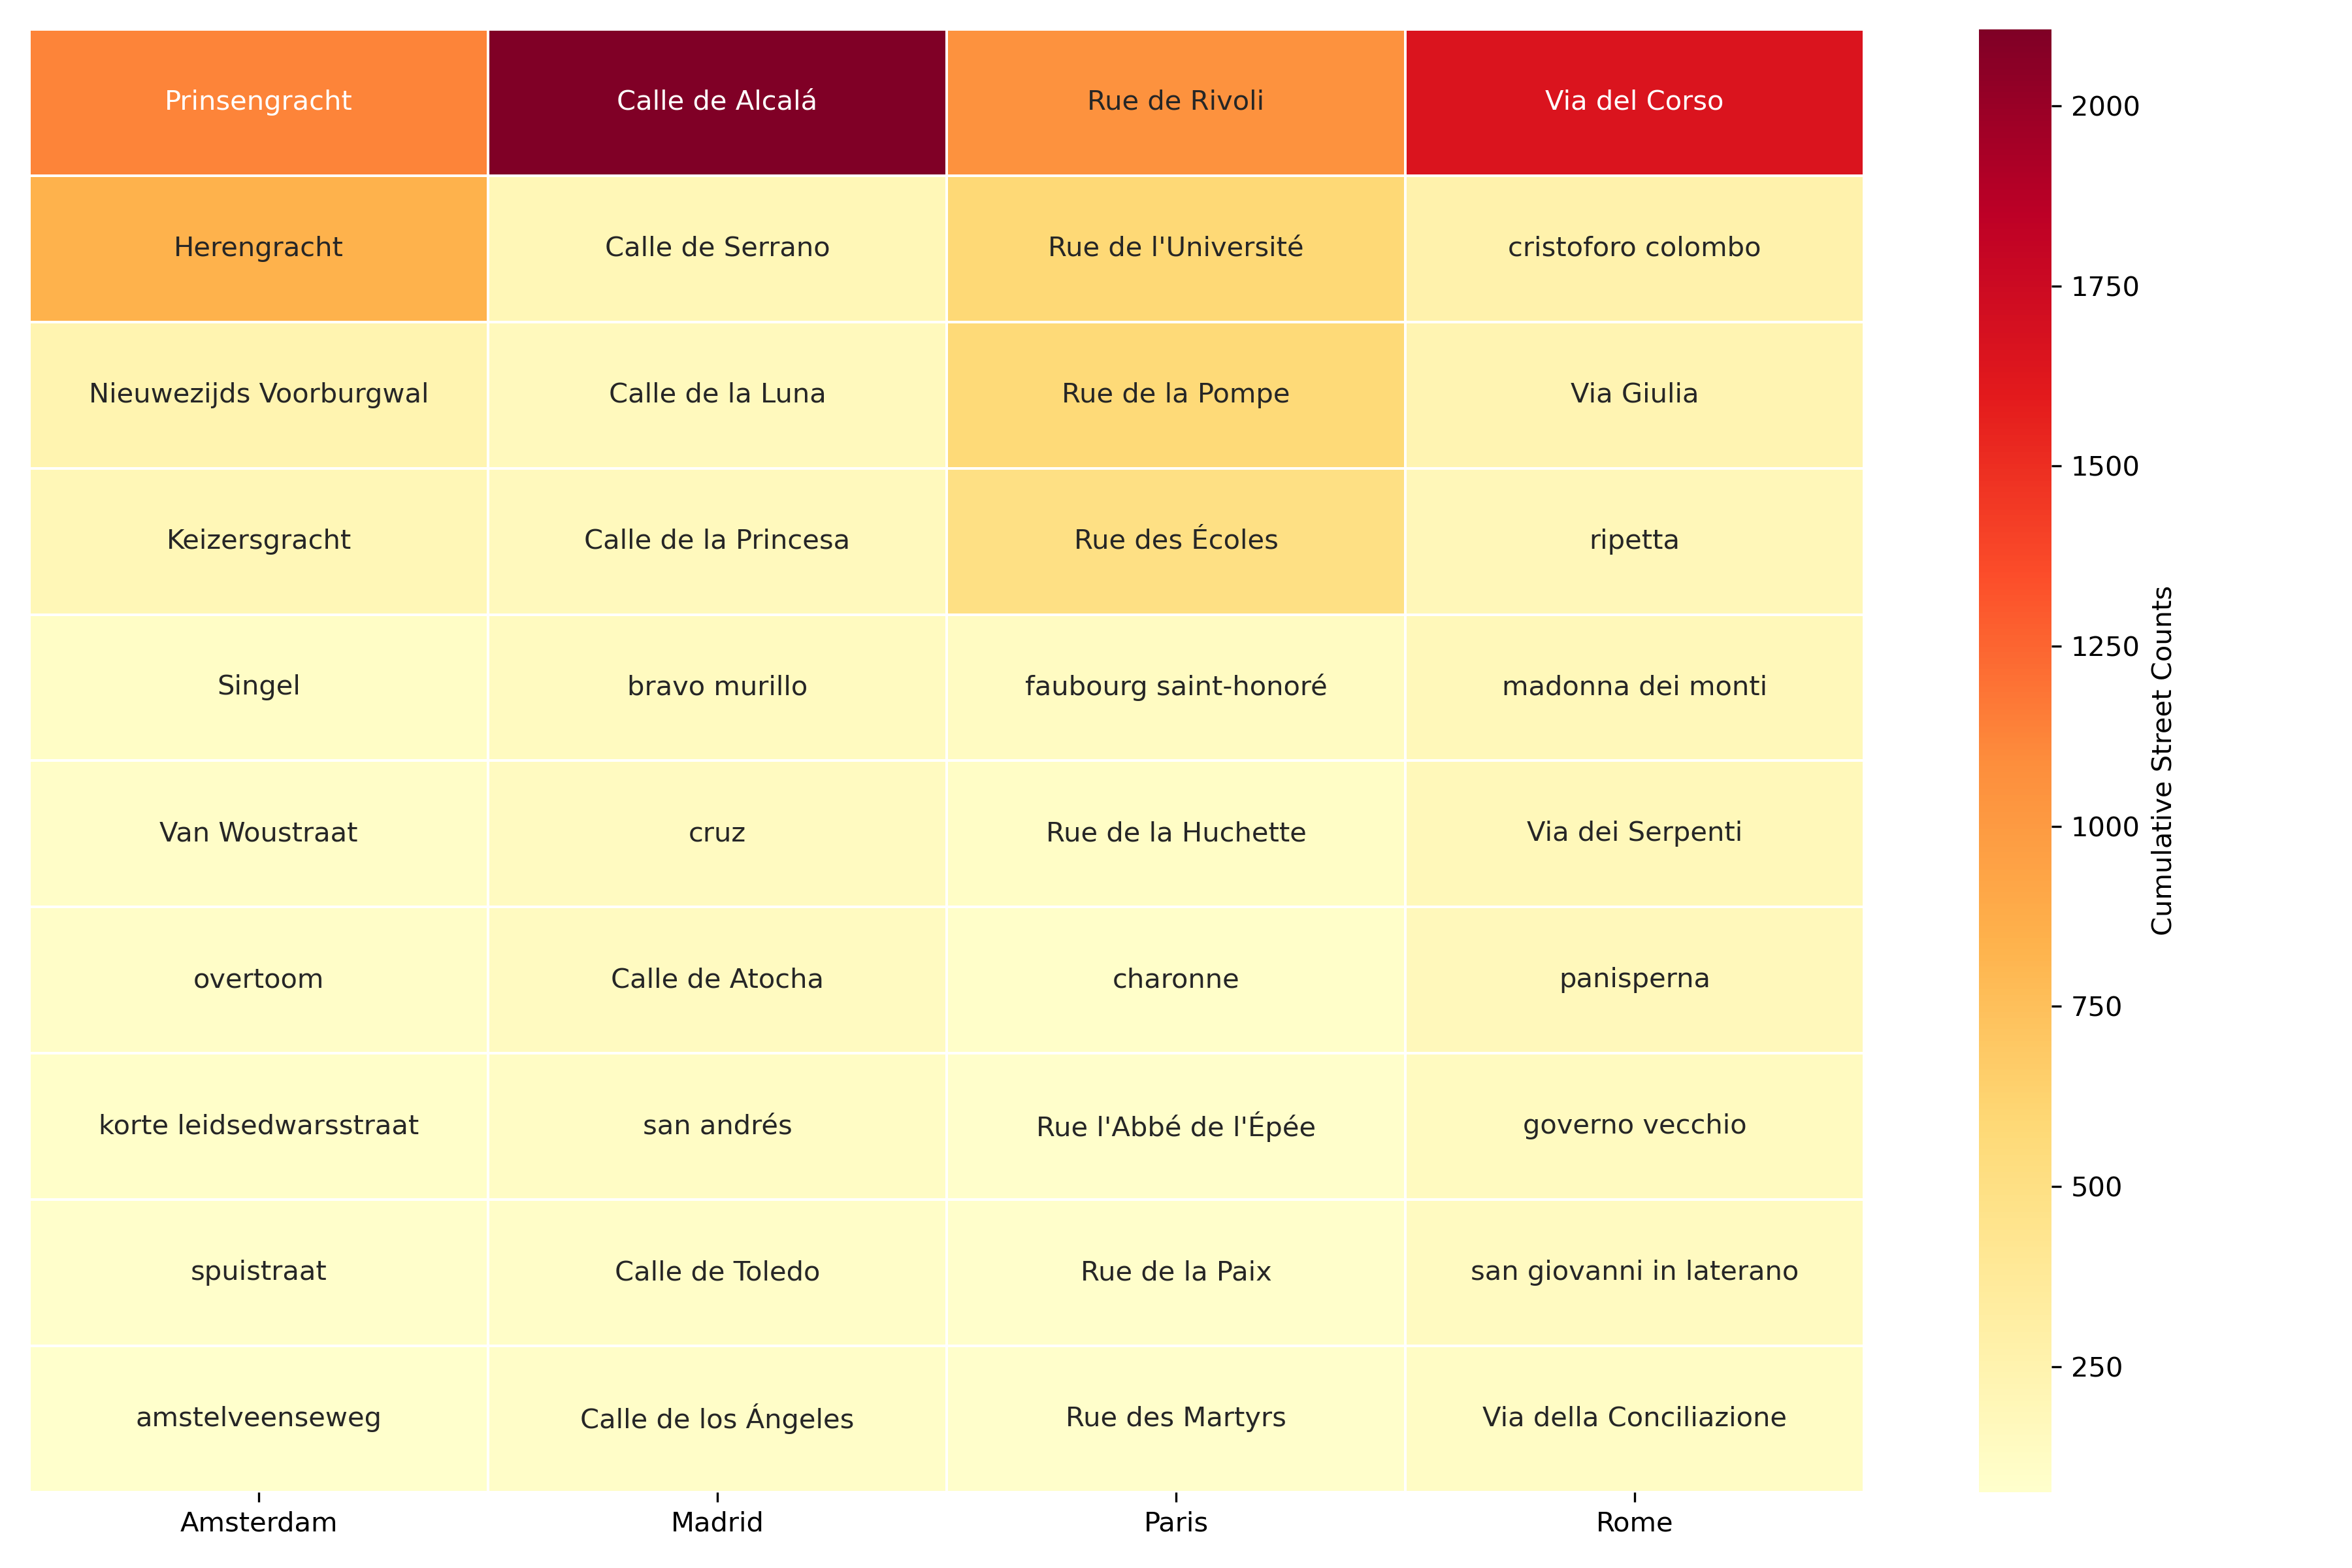 Prinsengracht Calle de Alcalá Rue de Rivoli Via del Corso
Herengracht Calle de Serrano Rue de l'Université cristoforo colombo
Nieuwezijds Voorburgwal Calle de la Luna Rue de la Pompe Via Giulia
Keizersgracht Calle de la Princesa Rue des Écoles ripetta
Singel bravo murillo faubourg saint-honoré madonna dei monti
Van Woustraat cruz Rue de la Huchette Via dei Serpenti
overtoom Calle de Atocha charonne panisperna
korte leidsedwarsstraat san andrés Rue l'Abbé de l'Épée governo vecchio
spuistraat Calle de Toledo Rue de la Paix san giovanni in laterano
amstelveenseweg Calle de los Ángeles Rue des Martyrs Via della Conciliazione
Amsterdam Madrid Paris Rome
2000
1750
1500
1250
1000
750
500
250
Cumulative Street Counts